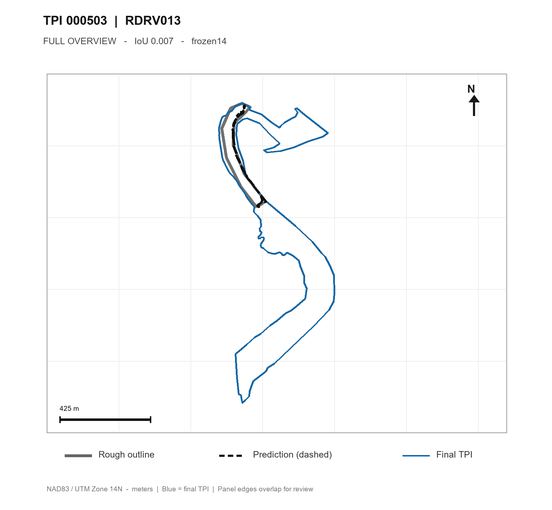 TPI 000503 | RDRV013
FULL OVERVIEW - IoU 0.007 - frozen14
N
425 m
Rough outline
Prediction (dashed)
Final TPI
NAD83 / UTM Zone 14N - meters | Blue = final TPI | Panel edges overlap for review